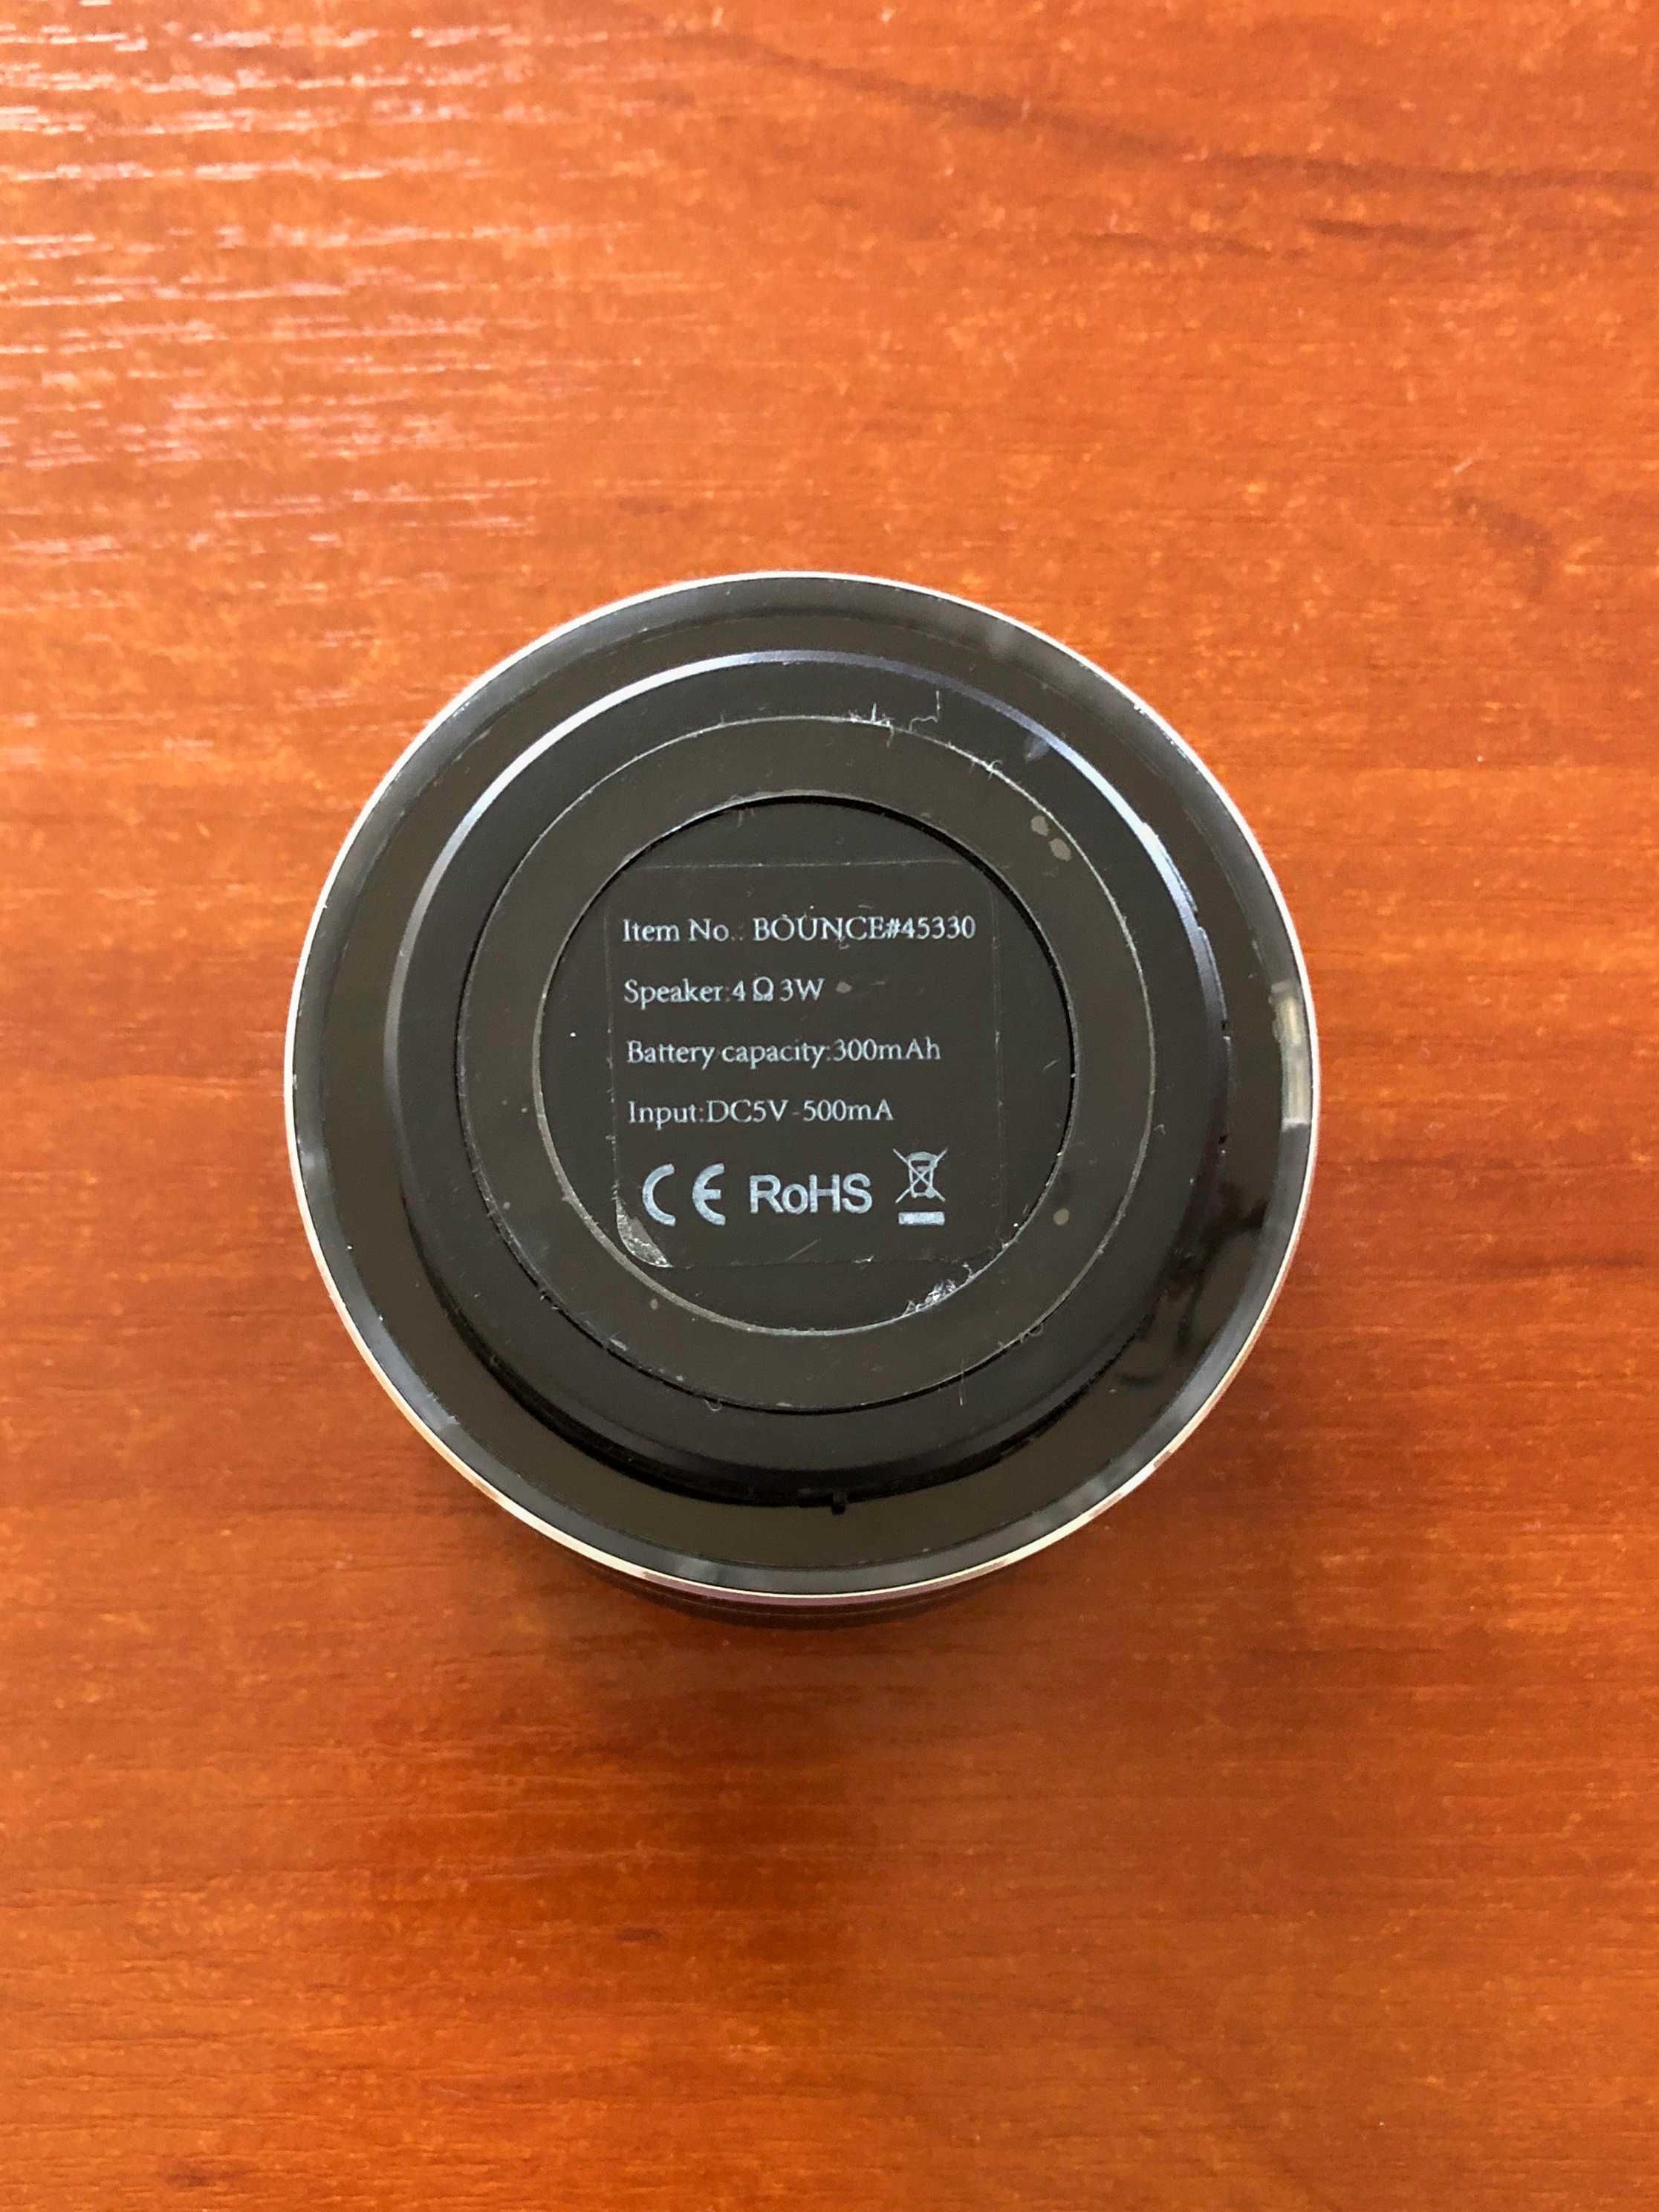 Item No.: BOUNCE#45330
Speaker:4 Ω 3W
Battery capacity:300mAh
Input:DC5V-500mA
CE RoHS